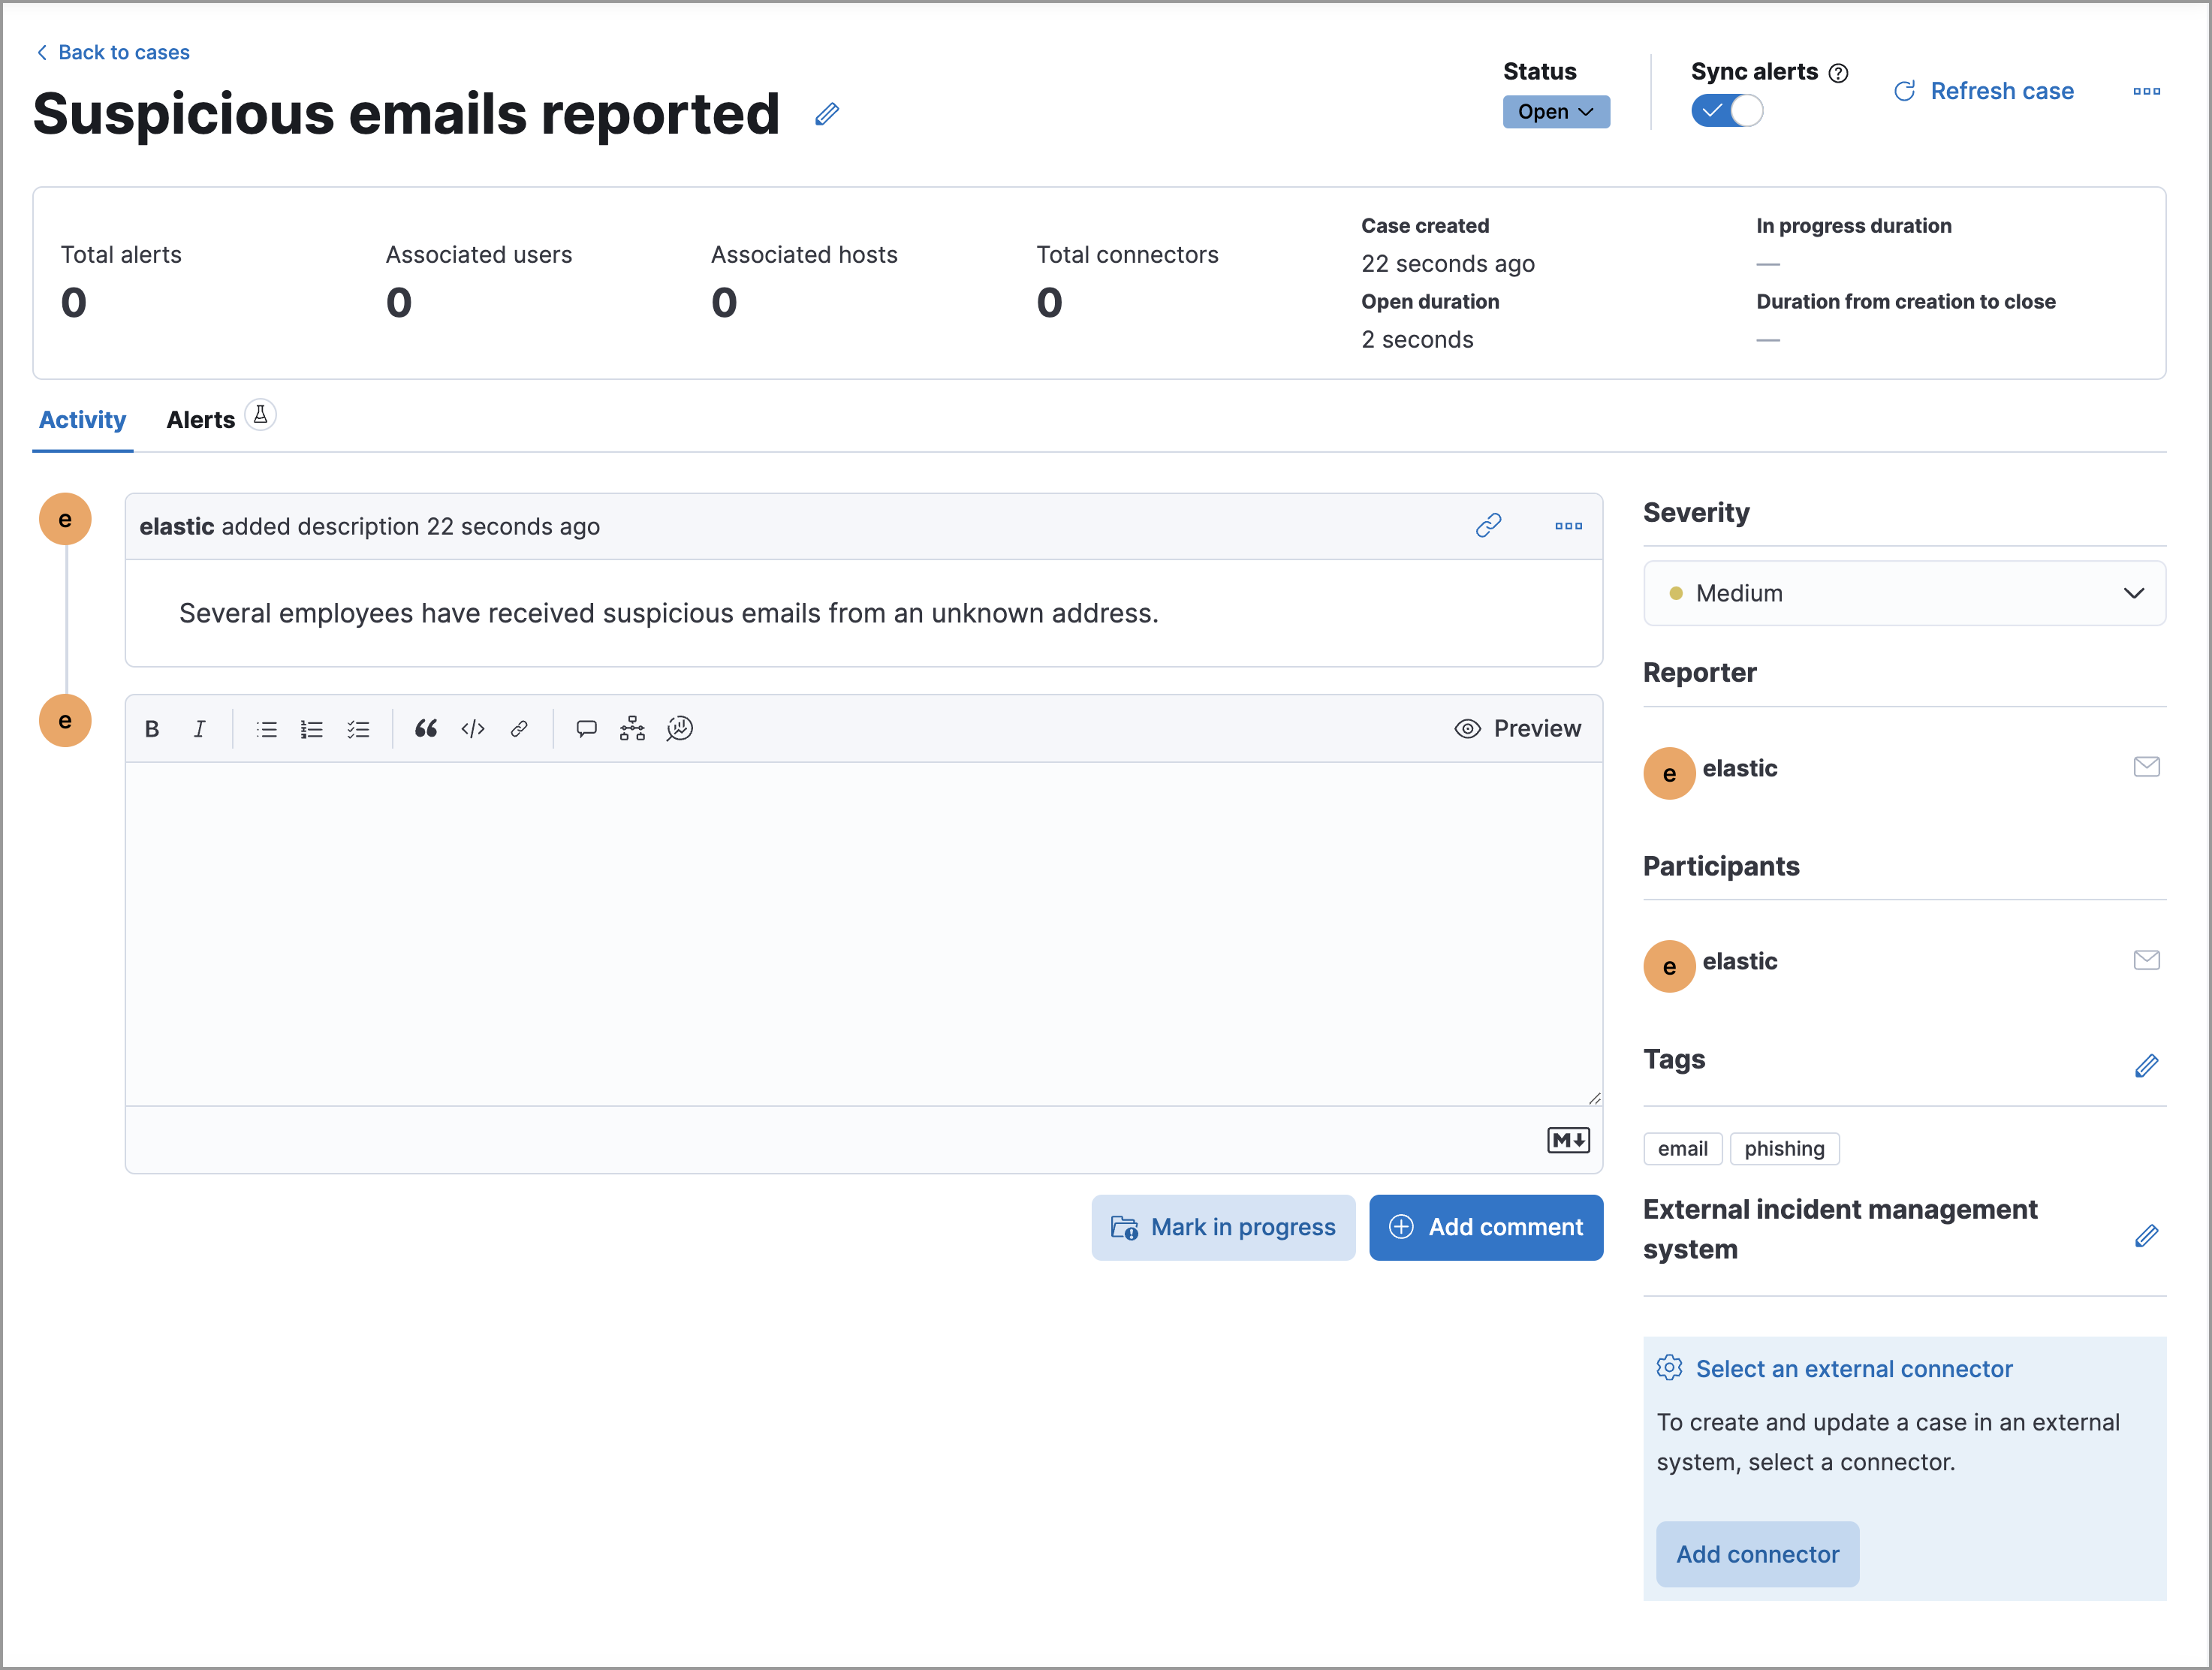 Back to cases
Suspicious emails reported
Status
Open
Sync alerts
Refresh case
Total alerts
0
Associated users
0
Associated hosts
0
Total connectors
0
Case created
22 seconds ago
Open duration
2 seconds
In progress duration
—
Duration from creation to close
—
Activity
Alerts
e
elastic added description 22 seconds ago
Several employees have received suspicious emails from an unknown address.
e
B I
Preview
M
Mark in progress
Add comment
Severity
Medium
Reporter
e elastic
Participants
e elastic
Tags
email phishing
External incident management
system
Select an external connector
To create and update a case in an external
system, select a connector.
Add connector